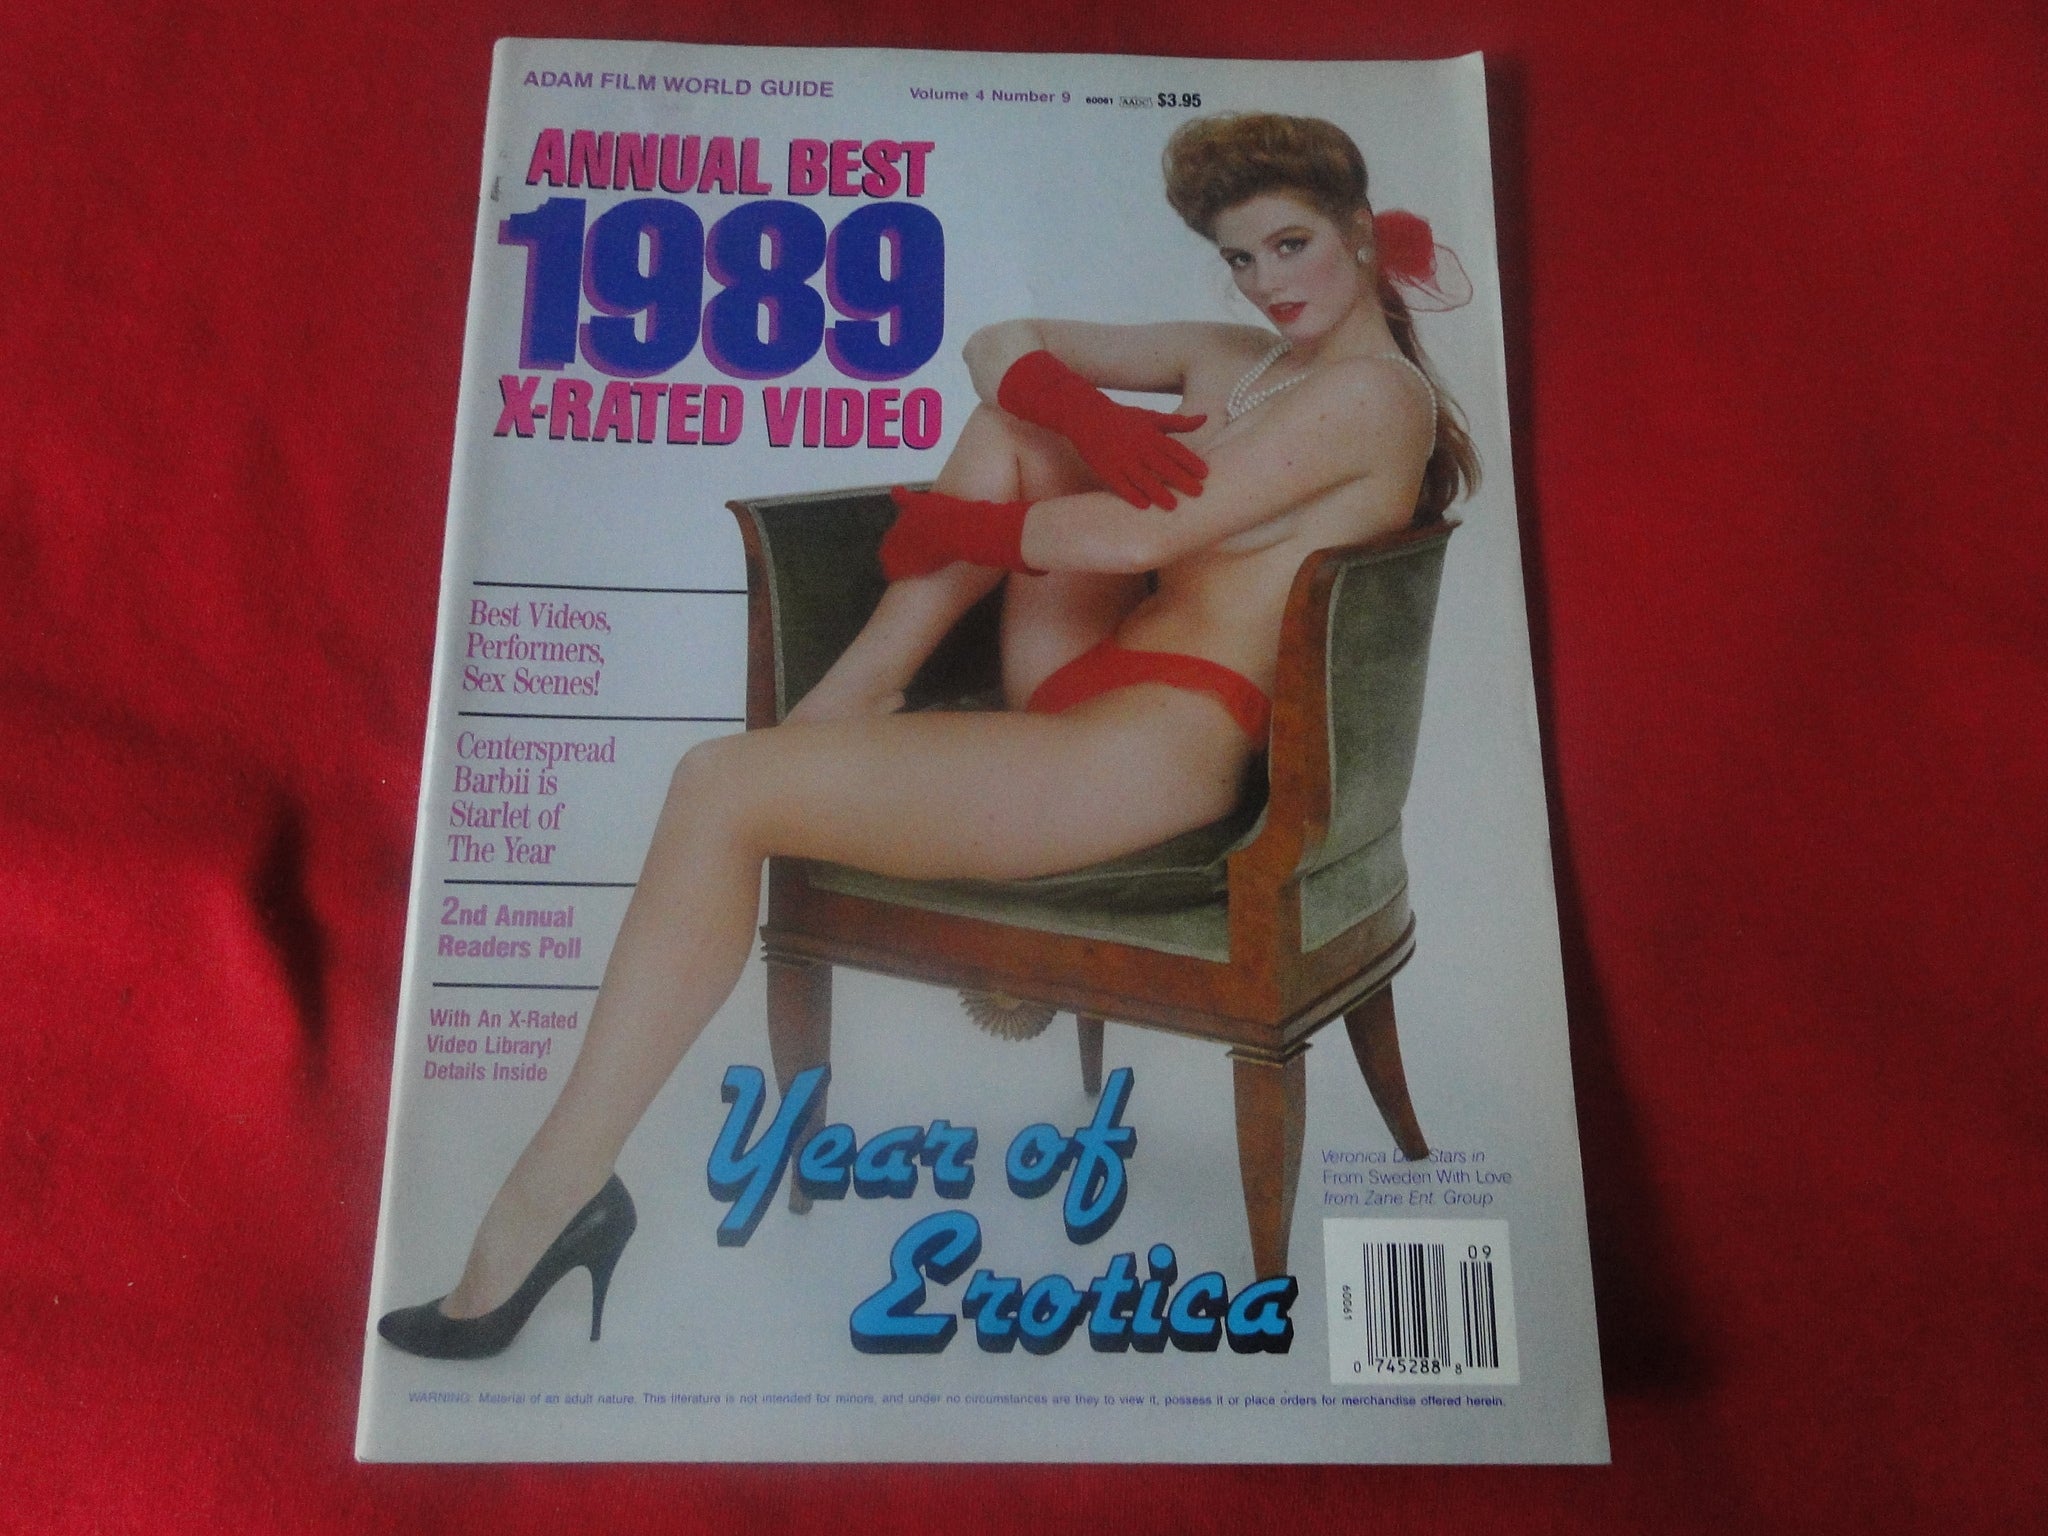 ADAM FILM WORLD GUIDE
Volume 4 Number 9 60061 AADC $3.95
ANNUAL BEST
1989
X-RATED VIDEO
Best Videos,
Performers,
Sex Scenes!
Centerspread
Barbii is
Starlet of
The Year
2nd Annual
Readers Poll
With An X-Rated
Video Library!
Details Inside
Year of
Erotica
Veronica Stars in
From Sweden With Love
from Zane Ent. Group
09
60061
0 745288 8
WARNING: Material of an adult nature. This literature is not intended for minors, and under no circumstances are they to view it, possess it or place orders for merchandise offered herein.